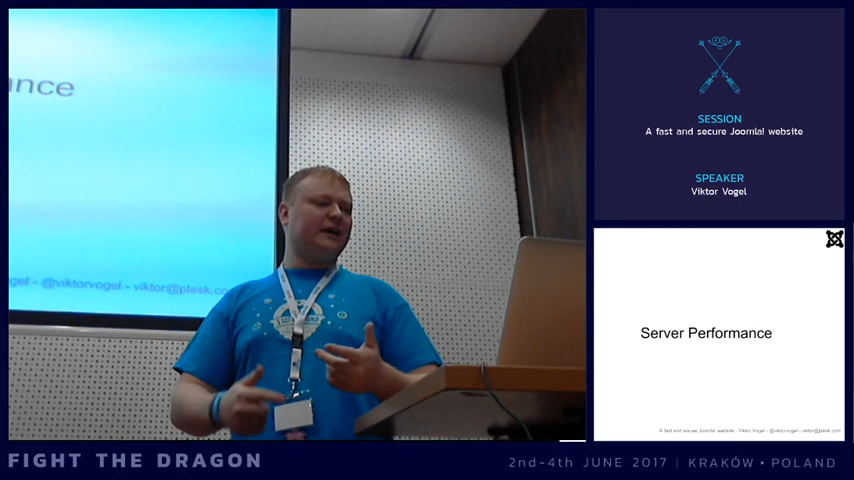 ance
gel - @viktorvogel - viktor@plesk.co
SESSION
A fast and secure Joomla! website
SPEAKER
Viktor Vogel
Server Performance
A fast and secure Joomla! website - Viktor Vogel - @viktorvogel - viktor@plesk.com
FIGHT THE DRAGON
2nd-4th JUNE 2017 | KRAKÓW • POLAND